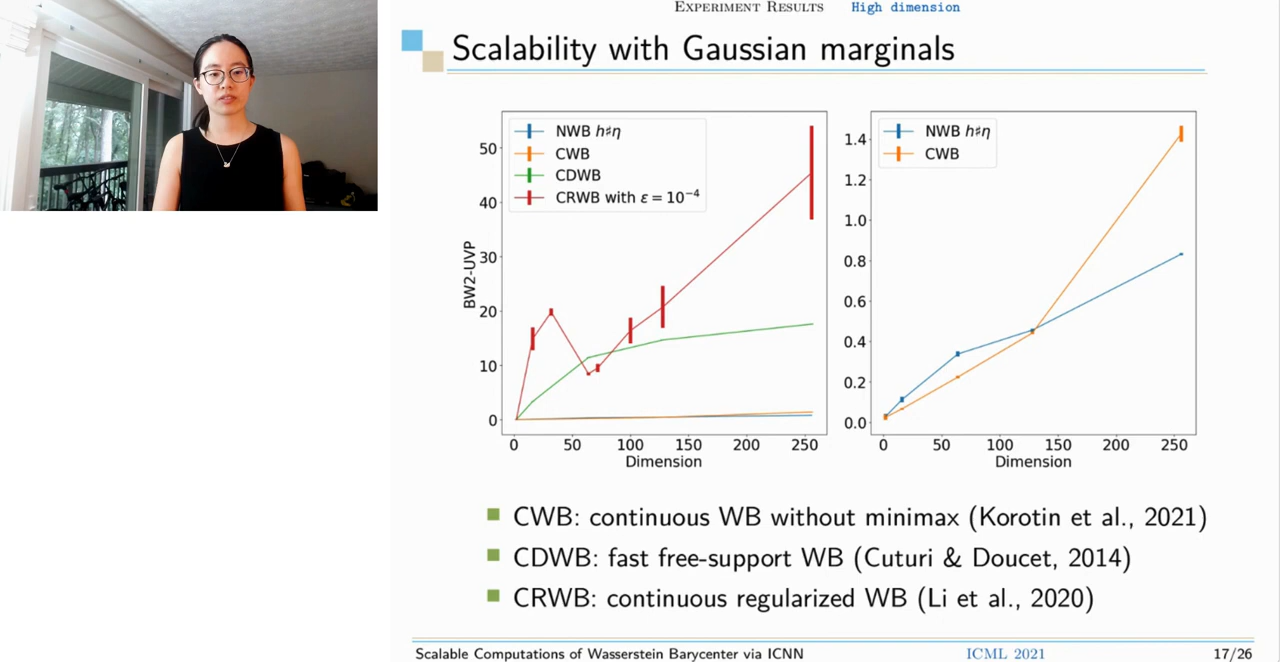 EXPERIMENT RESULTS High dimension
Scalability with Gaussian marginals
NWB h♯η
CWB
CDWB
CRWB with ε = 10⁻⁴
BW2-UVP
50
40
30
20
10
0
0 50 100 150 200 250
Dimension
NWB h♯η
CWB
1.4
1.2
1.0
0.8
0.6
0.4
0.2
0.0
0 50 100 150 200 250
Dimension
CWB: continuous WB without minimax (Korotin et al., 2021)
CDWB: fast free-support WB (Cuturi & Doucet, 2014)
CRWB: continuous regularized WB (Li et al., 2020)
Scalable Computations of Wasserstein Barycenter via ICNN ICML 2021 17/26